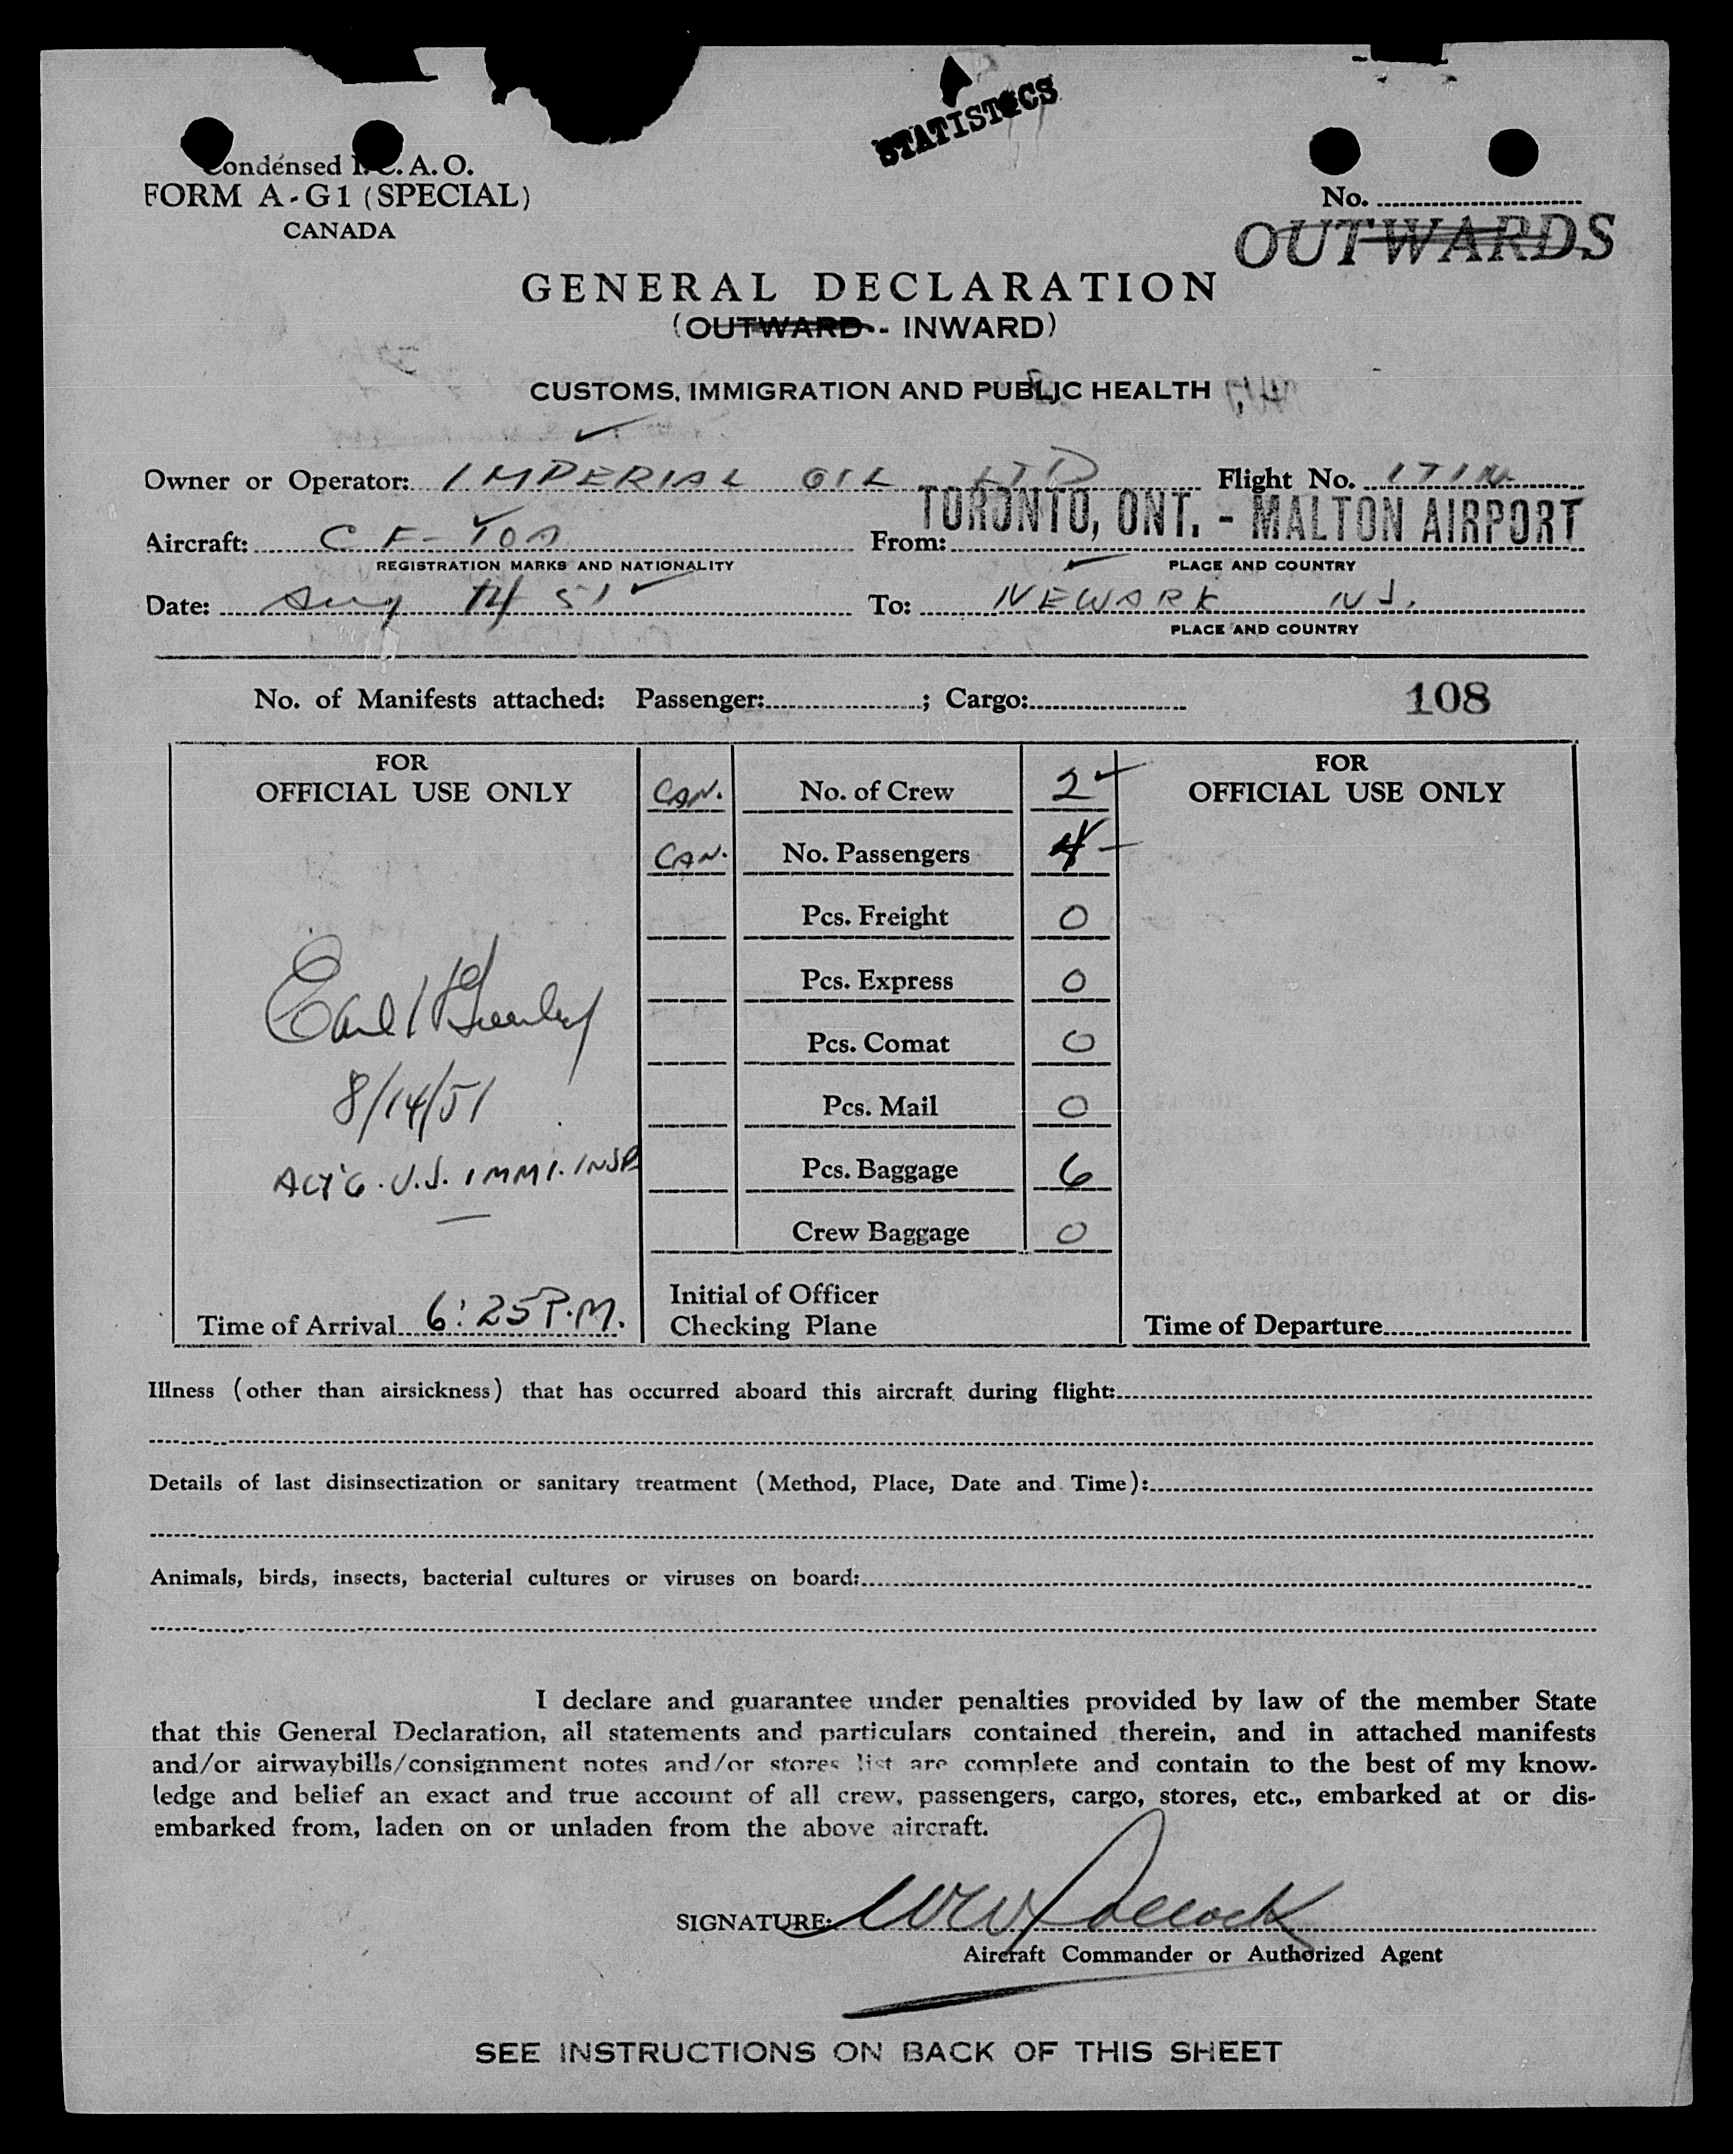 STATISTICS
Condensed I.C.A.O.
FORM A-G1 (SPECIAL)
CANADA
No.
OUTWARDS
GENERAL DECLARATION
(OUTWARD - INWARD)
CUSTOMS, IMMIGRATION AND PUBLIC HEALTH
Owner or Operator: IMPERIAL OIL LTD Flight No.
Aircraft: CF- From: TORONTO, ONT. - MALTON AIRPORT
REGISTRATION MARKS AND NATIONALITY PLACE AND COUNTRY
Date: Aug 14 51 To: NEWARK NJ.
PLACE AND COUNTRY
No. of Manifests attached: Passenger: ; Cargo: 108
FOR
OFFICIAL USE ONLY
CAN. No. of Crew 2
FOR
OFFICIAL USE ONLY
CAN. No. Passengers 4
Pcs. Freight 0
Pcs. Express 0
Pcs. Comat 0
Pcs. Mail 0
Pcs. Baggage 6
Crew Baggage 0
Earl
8/14/51
ACT'G. U.S. IMMI. INSP
Time of Arrival 6:25 P.M.
Initial of Officer
Checking Plane
Time of Departure
Illness (other than airsickness) that has occurred aboard this aircraft during flight:
Details of last disinsectization or sanitary treatment (Method, Place, Date and Time):
Animals, birds, insects, bacterial cultures or viruses on board:
I declare and guarantee under penalties provided by law of the member State
that this General Declaration, all statements and particulars contained therein, and in attached manifests
and/or airwaybills/consignment notes and/or stores list are complete and contain to the best of my know-
ledge and belief an exact and true account of all crew, passengers, cargo, stores, etc., embarked at or dis-
embarked from, laden on or unladen from the above aircraft.
SIGNATURE:
Aircraft Commander or Authorized Agent
SEE INSTRUCTIONS ON BACK OF THIS SHEET